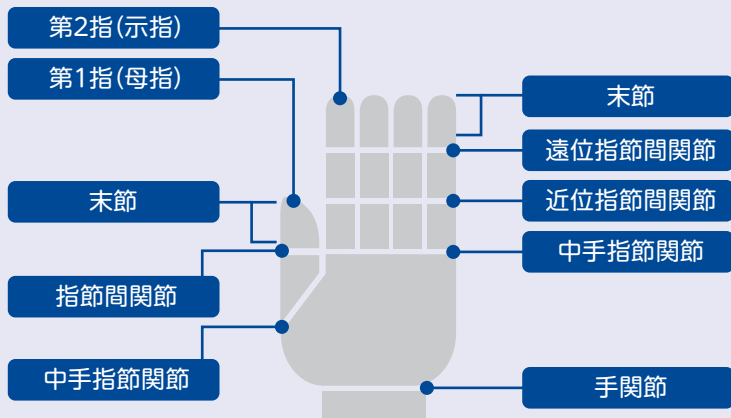 第2指(示指)
第1指(母指)
末節
指節間関節
中手指節関節
末節
遠位指節間関節
近位指節間関節
中手指節関節
手関節